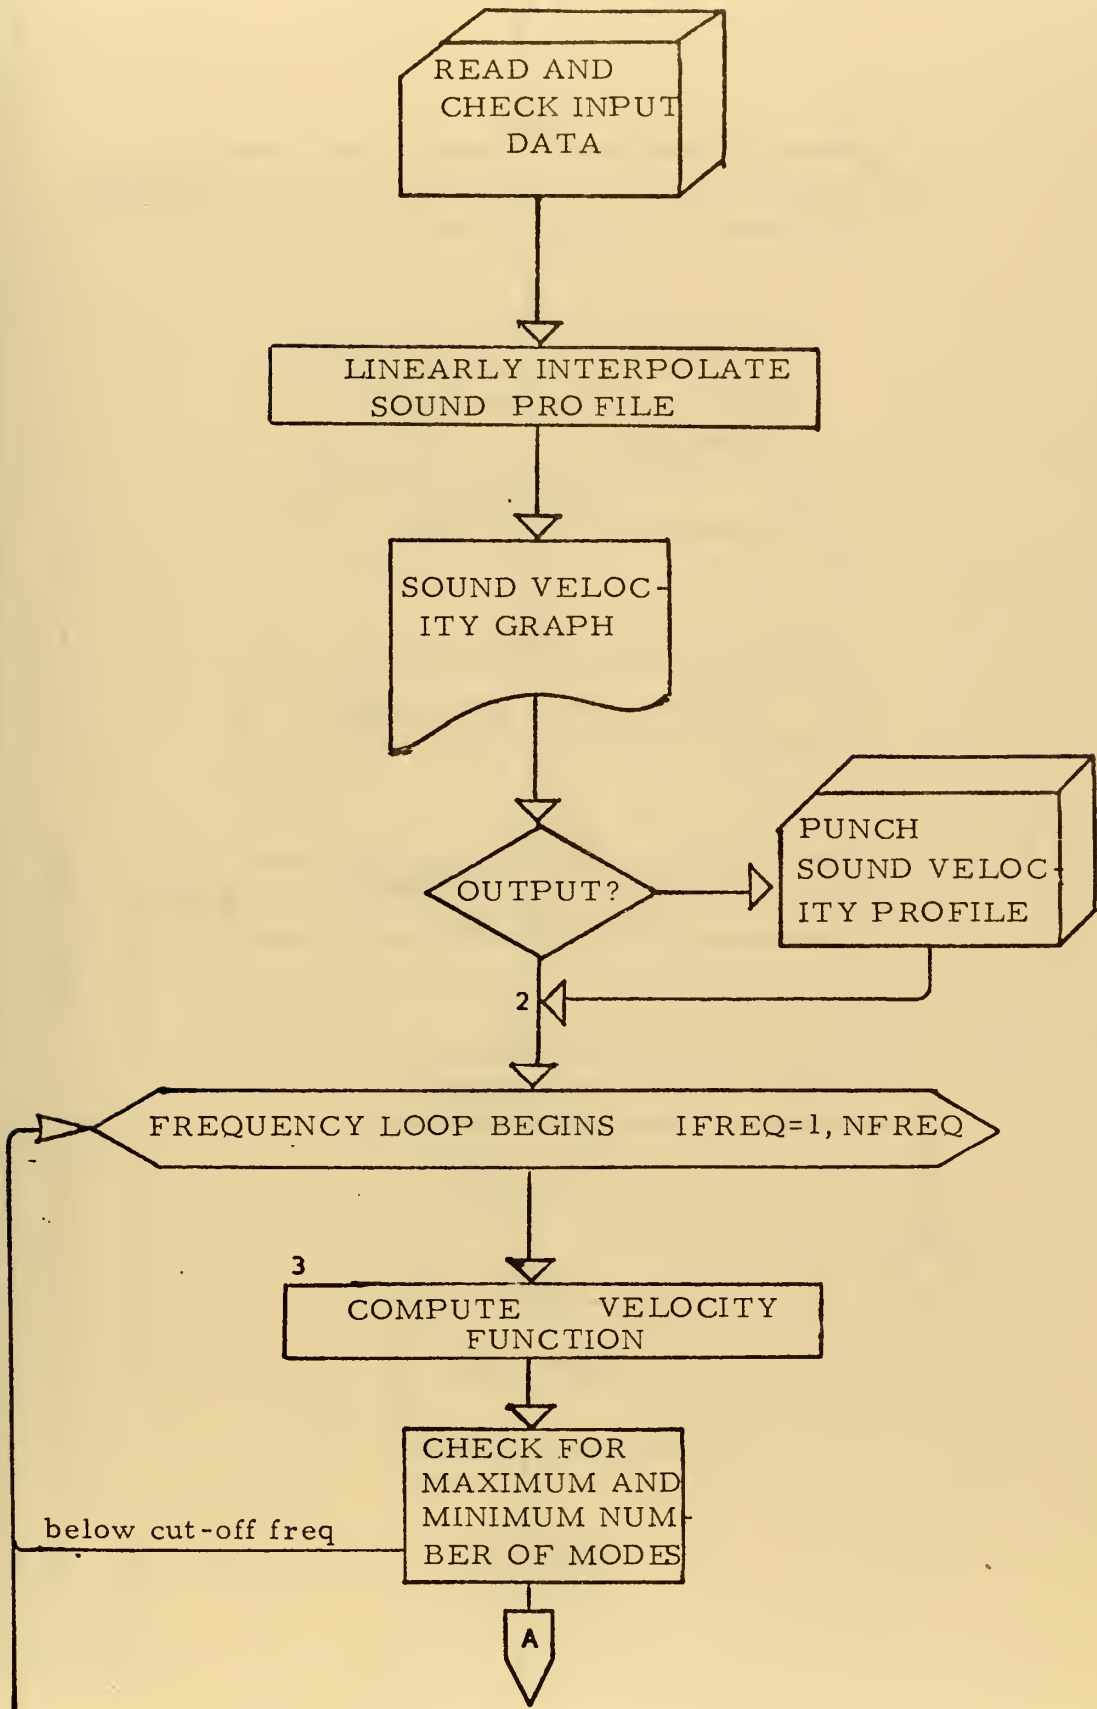 READ AND
CHECK INPUT
DATA
LINEARLY INTERPOLATE
SOUND PROFILE
SOUND VELOC-
ITY GRAPH
OUTPUT?
PUNCH
SOUND VELOC-
ITY PROFILE
2
FREQUENCY LOOP BEGINS IFREQ=1, NFREQ
3
COMPUTE VELOCITY
FUNCTION
CHECK FOR
MAXIMUM AND
MINIMUM NUM-
BER OF MODES
below cut-off freq
A